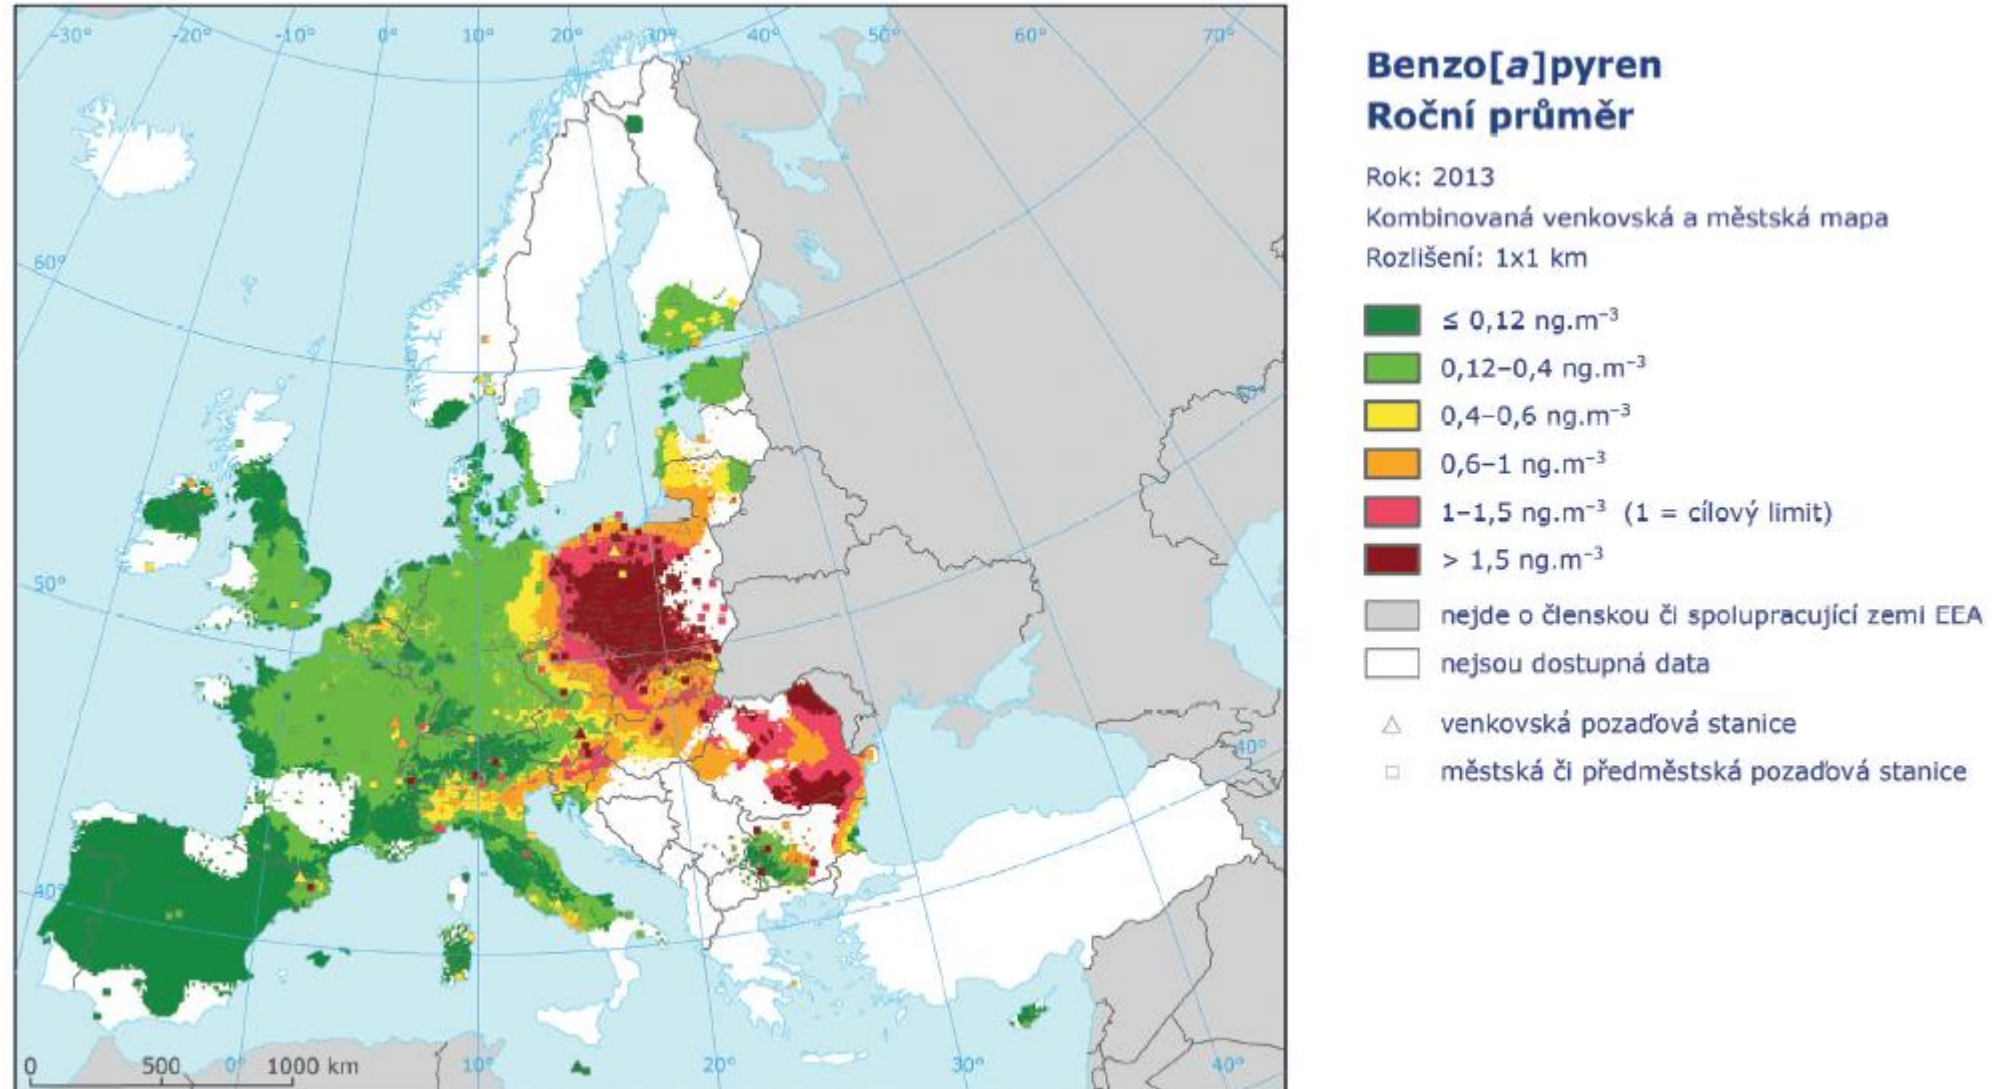 -30° -20° -10° 0° 10° 20° 30° 40° 50° 60° 70°
60°
50°
50°
40°
40°
0 500 0° 1000 km 10° 20° 30° 40°
Benzo[a]pyren
Roční průměr
Rok: 2013
Kombinovaná venkovská a městská mapa
Rozlišení: 1x1 km
≤ 0,12 ng.m⁻³
0,12–0,4 ng.m⁻³
0,4–0,6 ng.m⁻³
0,6–1 ng.m⁻³
1–1,5 ng.m⁻³ (1 = cílový limit)
> 1,5 ng.m⁻³
nejde o členskou či spolupracující zemi EEA
nejsou dostupná data
venkovská pozaďová stanice
městská či předměstská pozaďová stanice